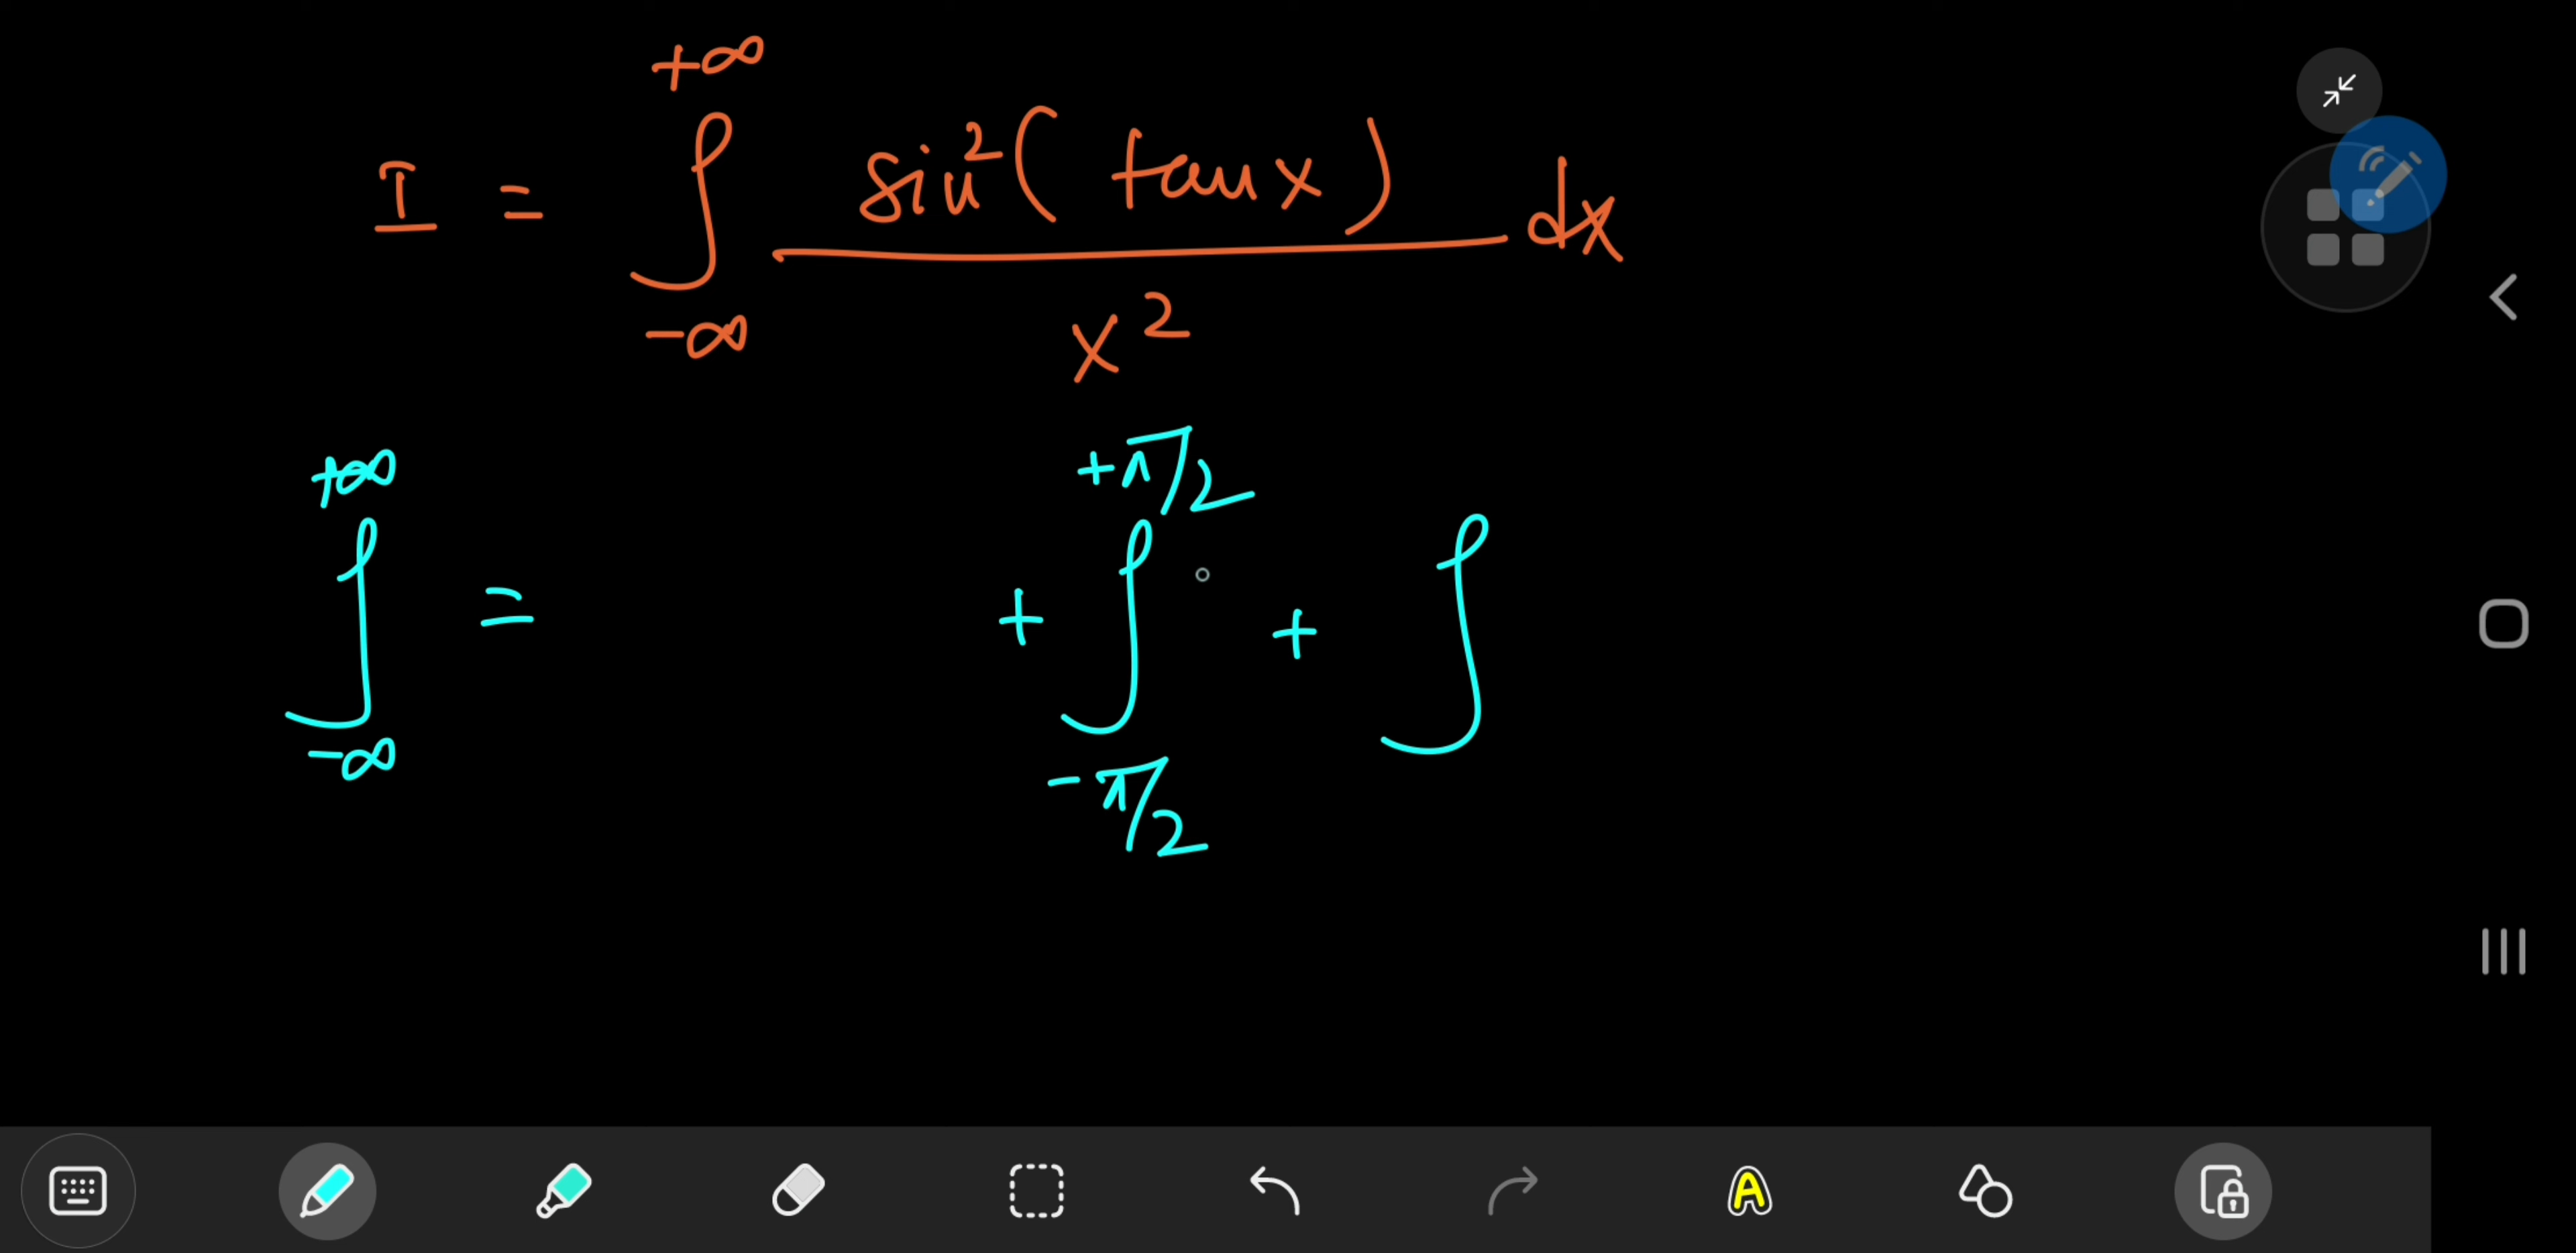 I = ∫_{-∞}^{+∞} sin²(tan x) / x² dx
∫_{-∞}^{+∞} = + ∫_{-π/2}^{+π/2} + ∫
A